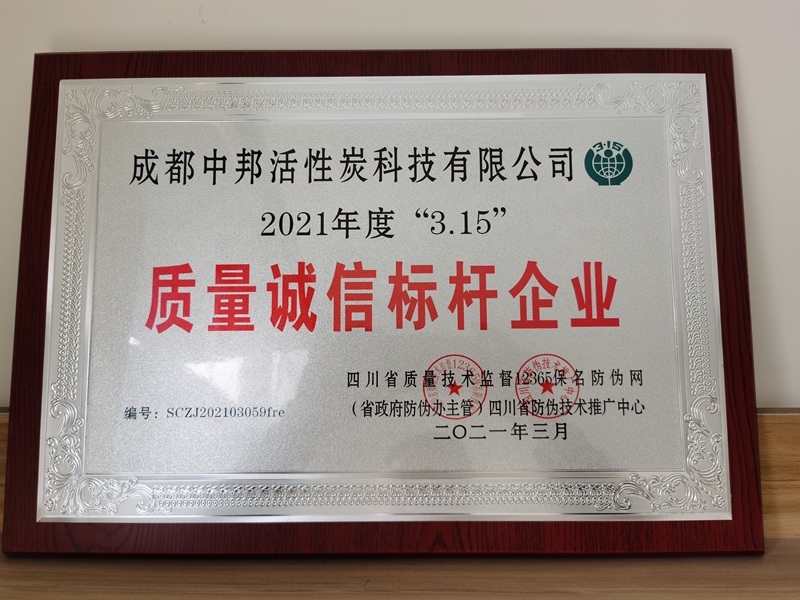 成都中邦活性炭科技有限公司
3·15
2021年度“3.15”
质量诚信标杆企业
四川省质量技术监督12365保名防伪网
编号：SCZJ202103059fre
（省政府防伪办主管）四川省防伪技术推广中心
二〇二一年三月